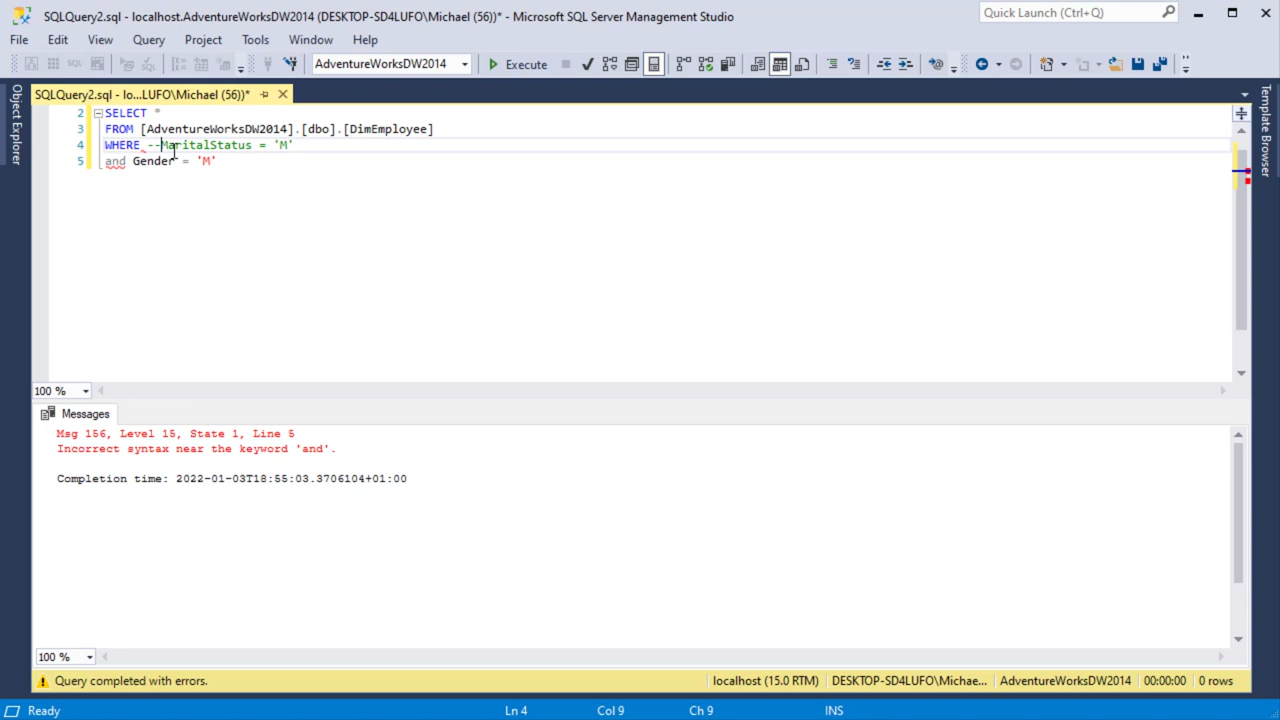 SQLQuery2.sql - localhost.AdventureWorksDW2014 (DESKTOP-SD4LUFO\Michael (56))* - Microsoft SQL Server Management Studio
Quick Launch (Ctrl+Q)
File Edit View Query Project Tools Window Help
SQL AdventureWorksDW2014 Execute
SQLQuery2.sql - lo...LUFO\Michael (56))*
Object Explorer
Template Browser
2 SELECT *
3 FROM [AdventureWorksDW2014].[dbo].[DimEmployee]
4 WHERE --MaritalStatus = 'M'
5 and Gender = 'M'
100 %
Messages
Msg 156, Level 15, State 1, Line 5
Incorrect syntax near the keyword 'and'.
Completion time: 2022-01-03T18:55:03.3706104+01:00
100 %
Query completed with errors. localhost (15.0 RTM) DESKTOP-SD4LUFO\Michae... AdventureWorksDW2014 00:00:00 0 rows
Ready Ln 4 Col 9 Ch 9 INS